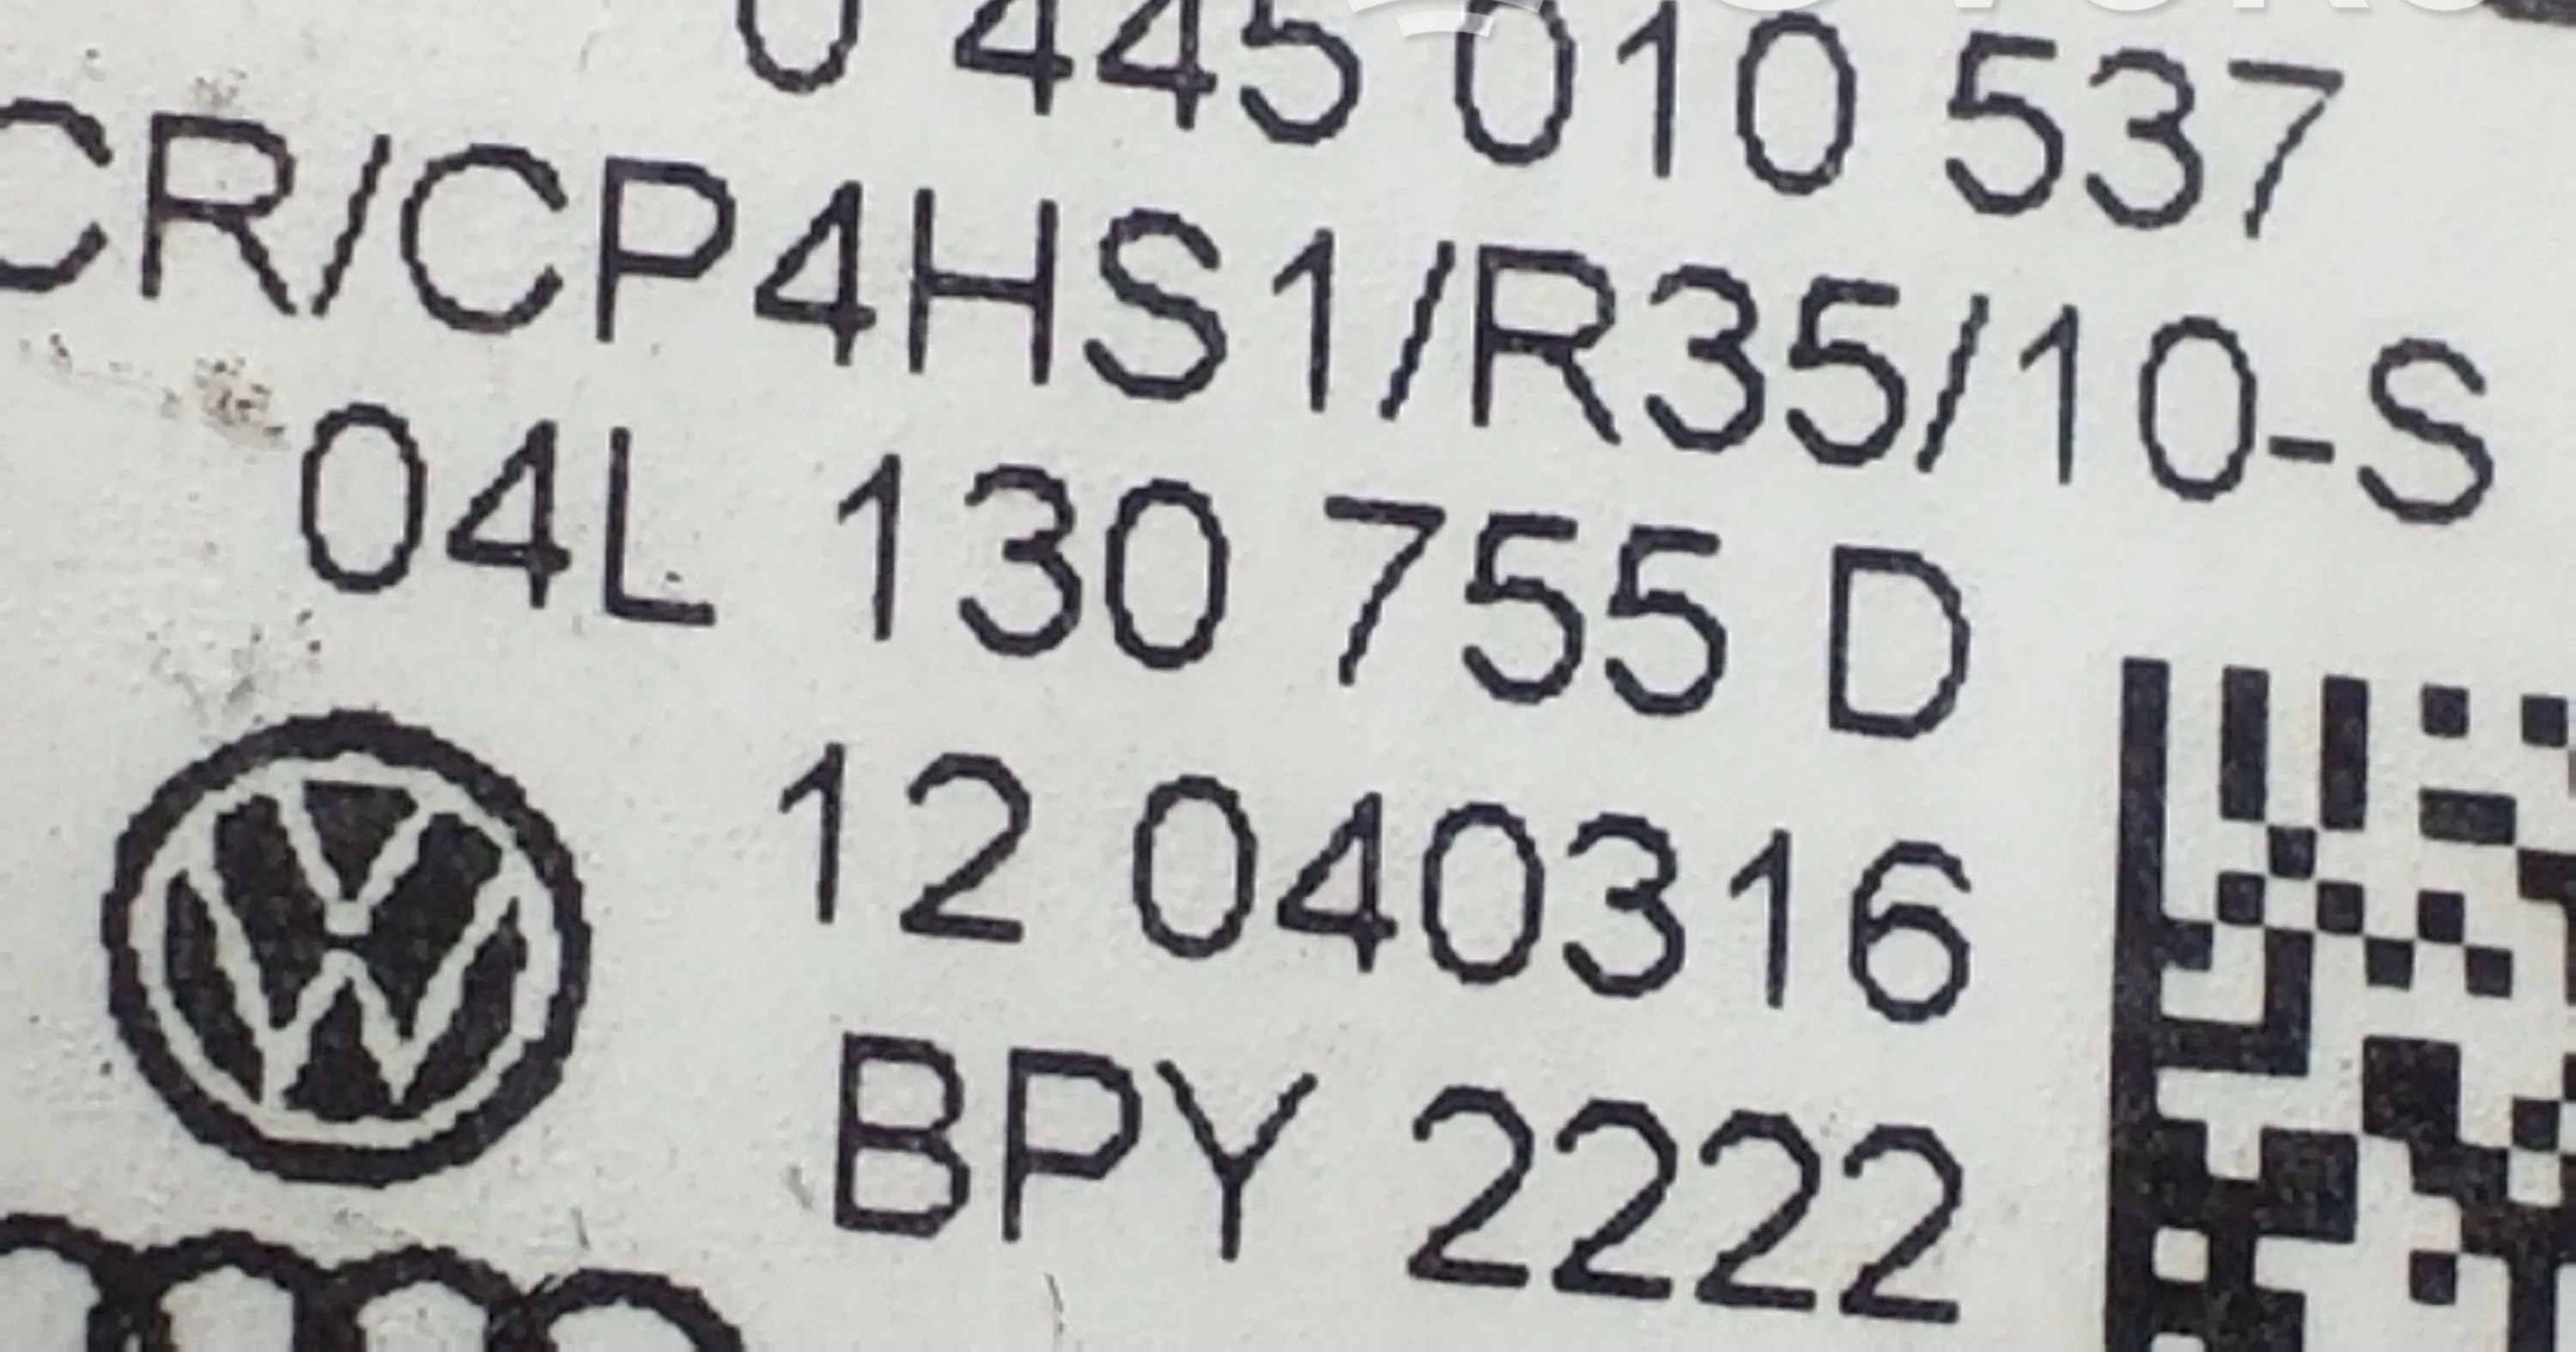 0 445 010 537
CR/CP4HS1/R35/10-S
04L 130 755 D
12 040316
BPY 2222